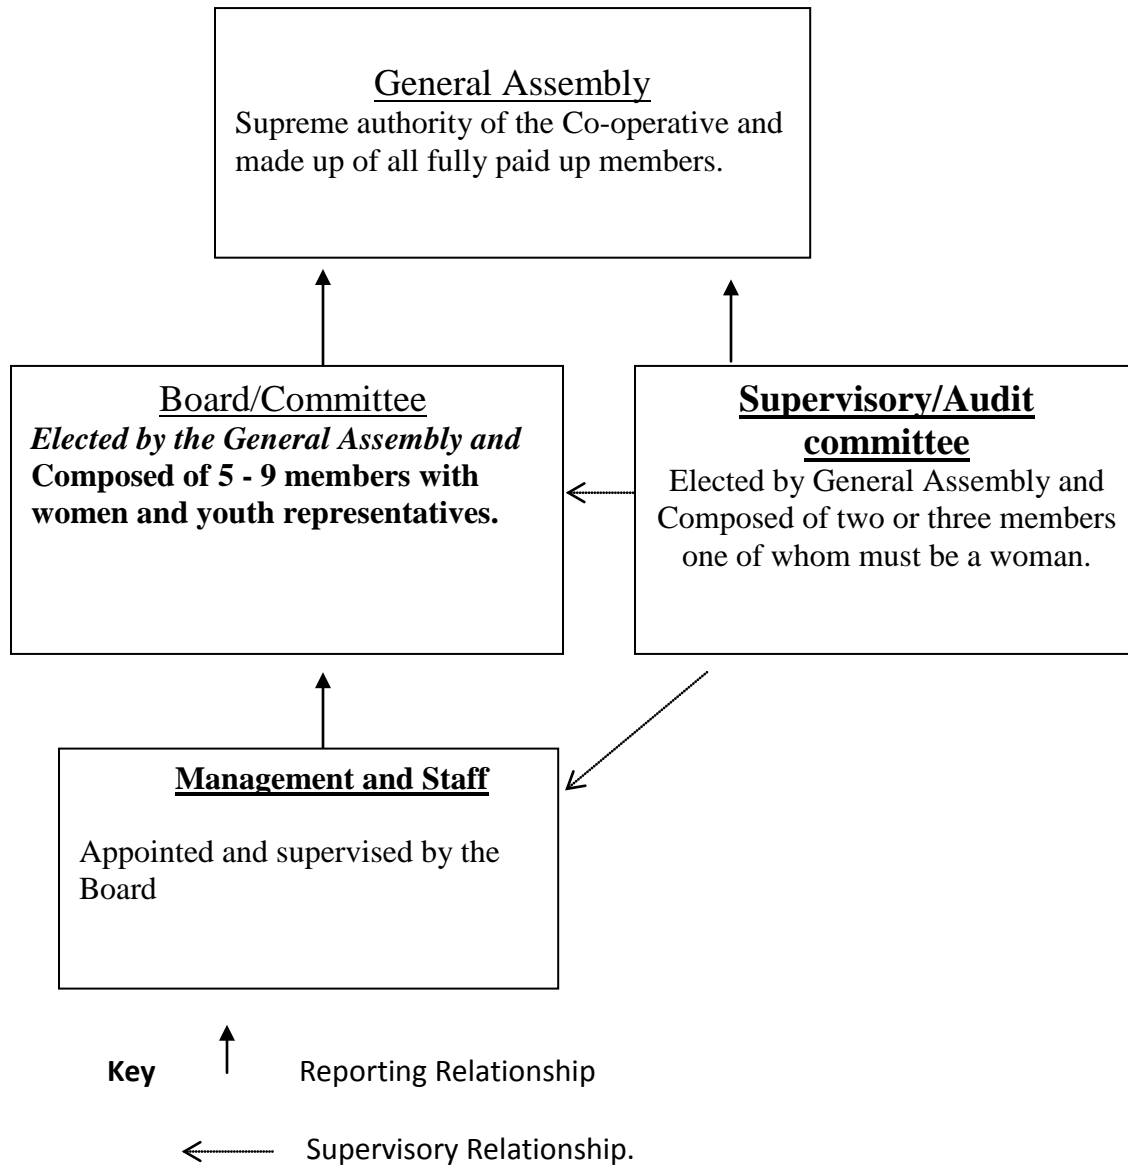 General Assembly
Supreme authority of the Co-operative and
made up of all fully paid up members.
Board/Committee
Elected by the General Assembly and
Composed of 5 - 9 members with
women and youth representatives.
Supervisory/Audit
committee
Elected by General Assembly and
Composed of two or three members
one of whom must be a woman.
Management and Staff
Appointed and supervised by the
Board
Key
Reporting Relationship
Supervisory Relationship.